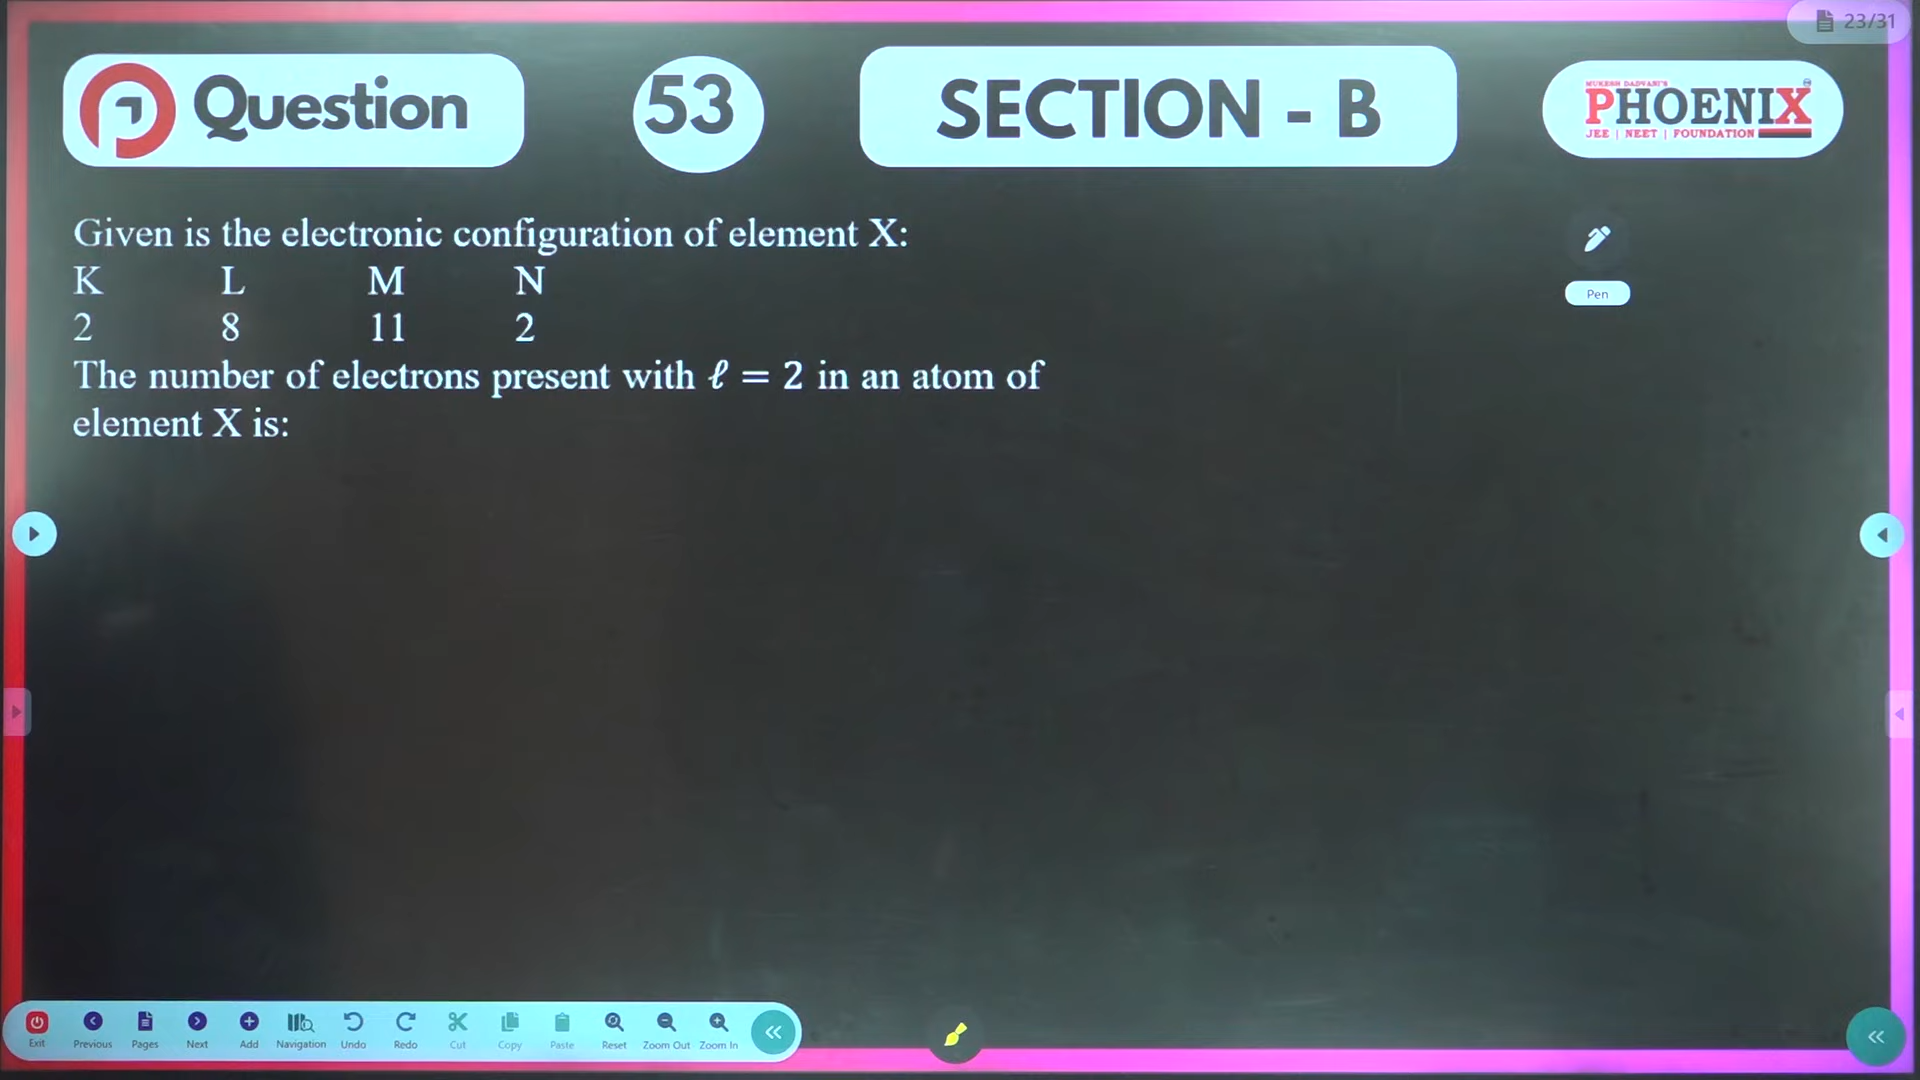 23/31
Question 53 SECTION - B
MUKESH DADWANI'S
PHOENIX
JEE | NEET | FOUNDATION
Given is the electronic configuration of element X:
K L M N
2 8 11 2
The number of electrons present with ℓ = 2 in an atom of
element X is:
Pen
Exit Previous Pages Next Add Navigation Undo Redo Cut Copy Paste Reset Zoom Out Zoom In